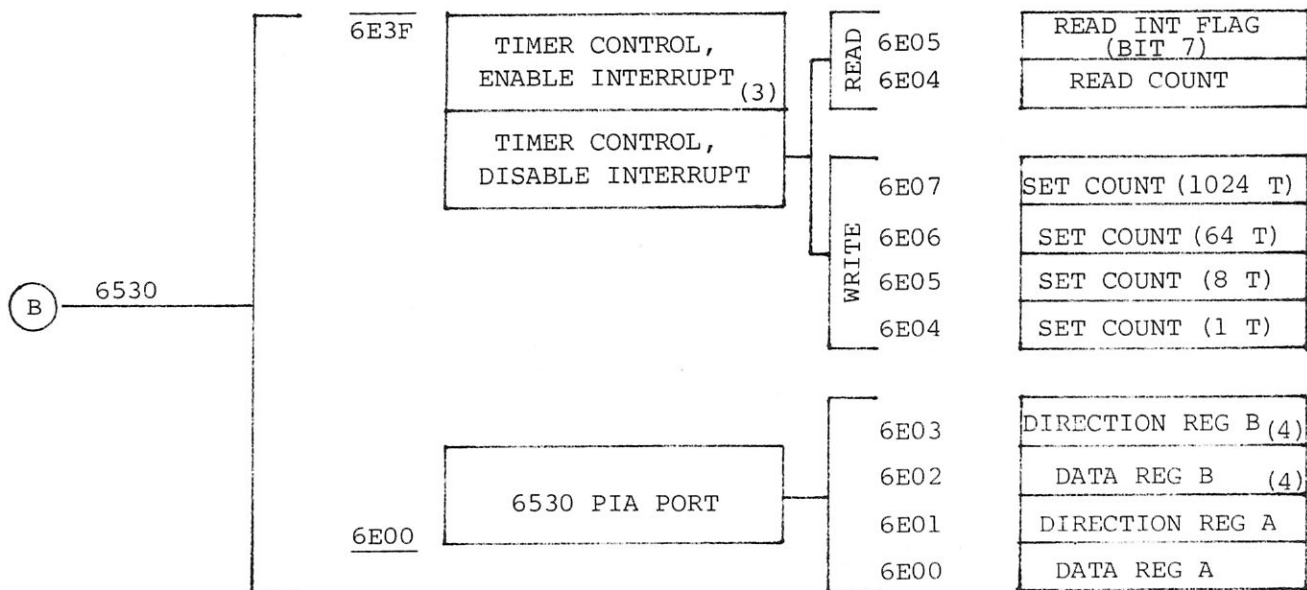 6E3F
TIMER CONTROL,
ENABLE INTERRUPT (3)
TIMER CONTROL,
DISABLE INTERRUPT
READ
6E05 READ INT FLAG
(BIT 7)
6E04 READ COUNT
WRITE
6E07 SET COUNT (1024 T)
6E06 SET COUNT (64 T)
6E05 SET COUNT (8 T)
6E04 SET COUNT (1 T)
B 6530
6E03 DIRECTION REG B (4)
6E02 DATA REG B (4)
6530 PIA PORT
6E01 DIRECTION REG A
6E00
6E00 DATA REG A